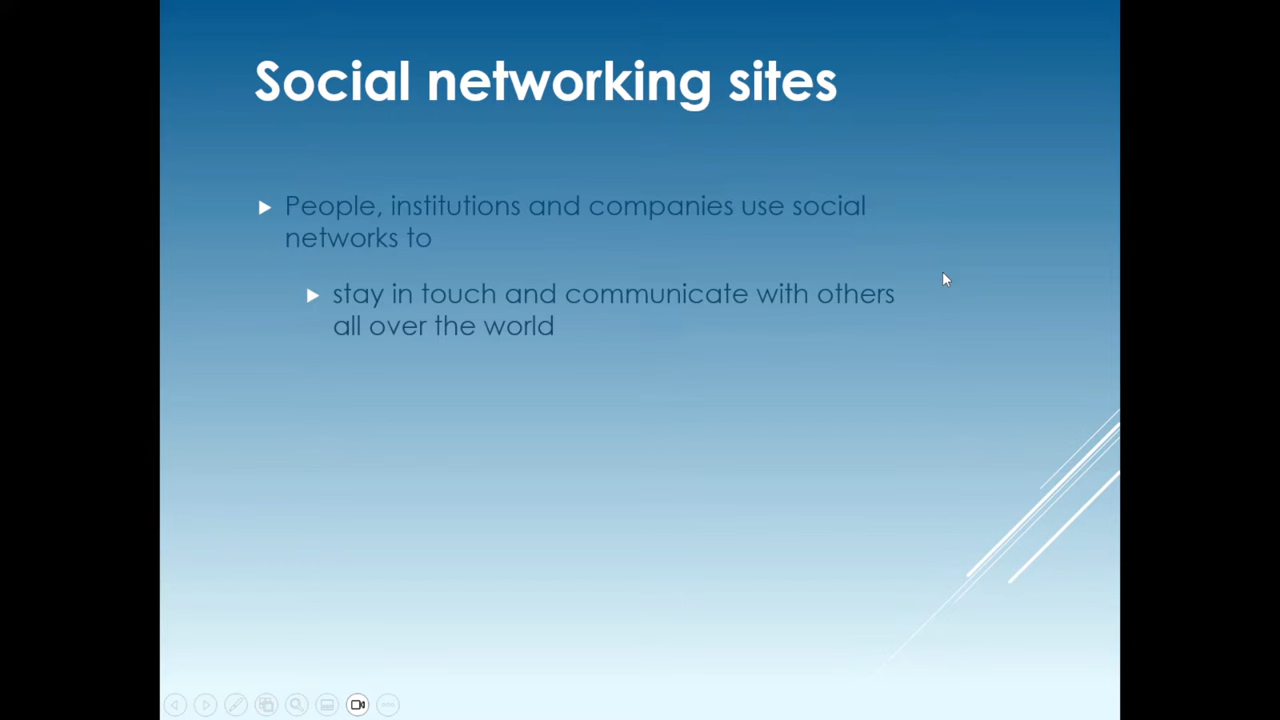 Social networking sites
People, institutions and companies use social
networks to
stay in touch and communicate with others
all over the world